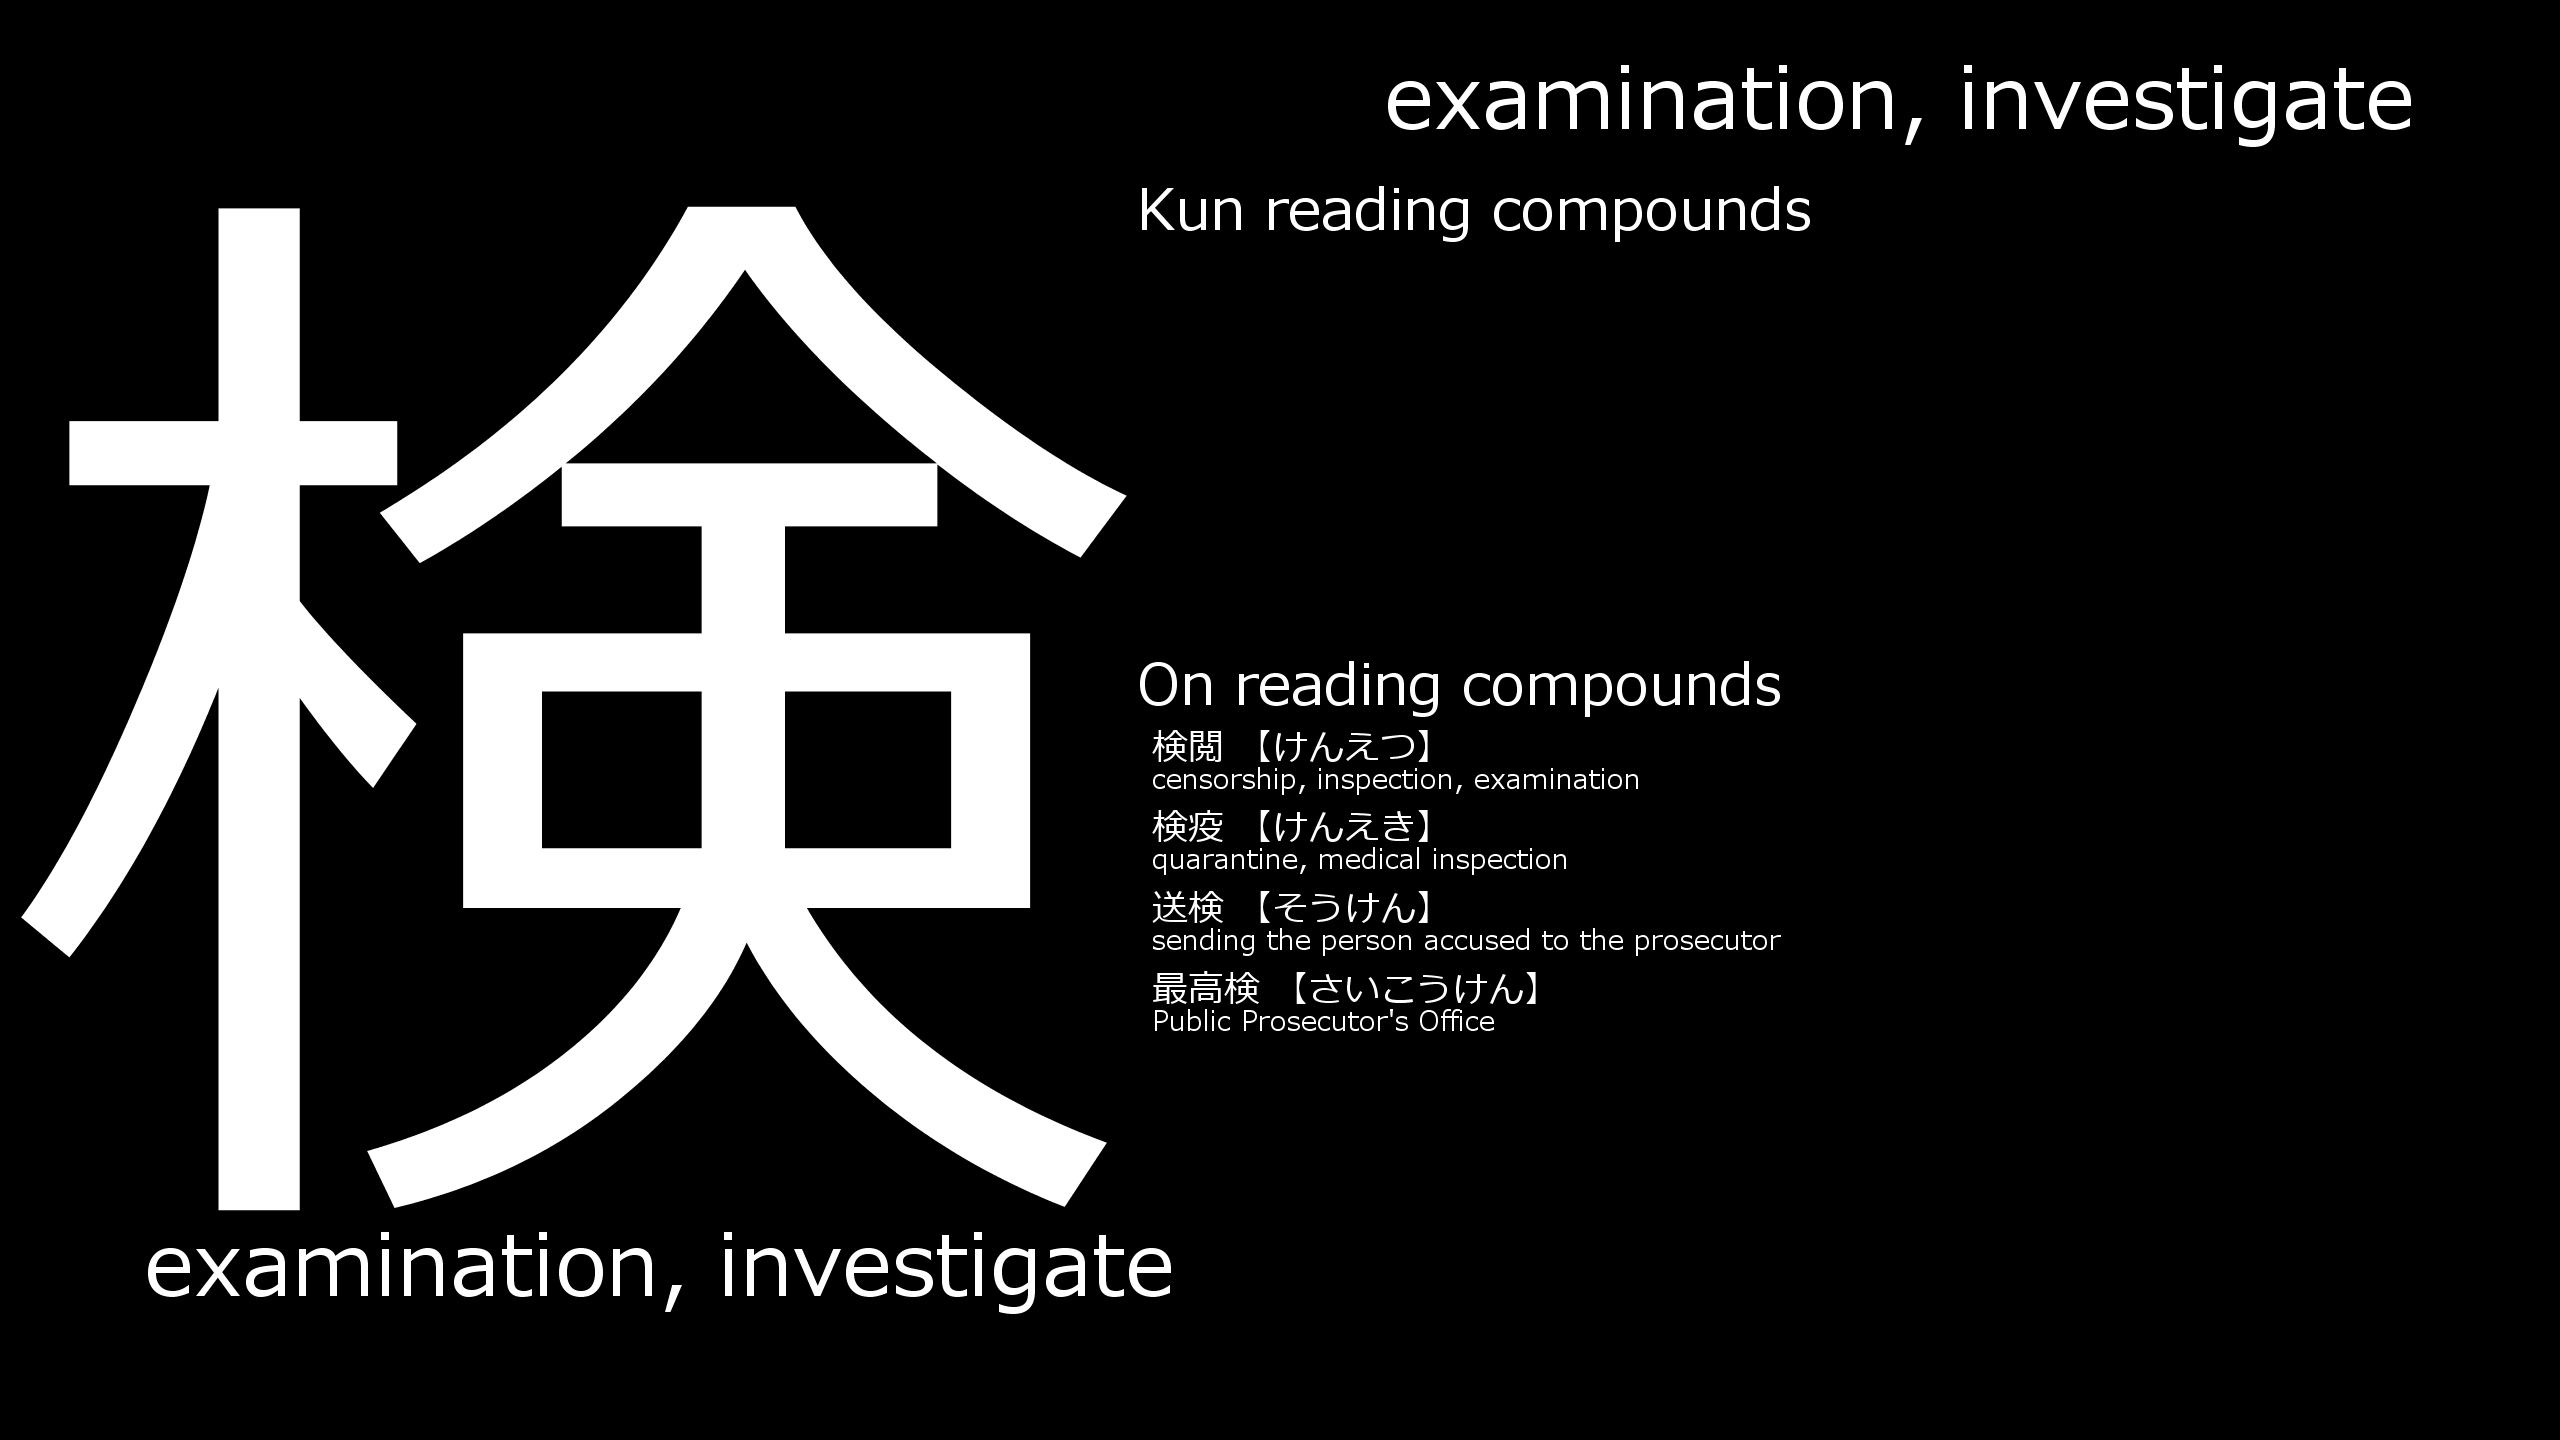 検
examination, investigate
examination, investigate
Kun reading compounds
On reading compounds
検閲 【けんえつ】
censorship, inspection, examination
検疫 【けんえき】
quarantine, medical inspection
送検 【そうけん】
sending the person accused to the prosecutor
最高検 【さいこうけん】
Public Prosecutor's Office